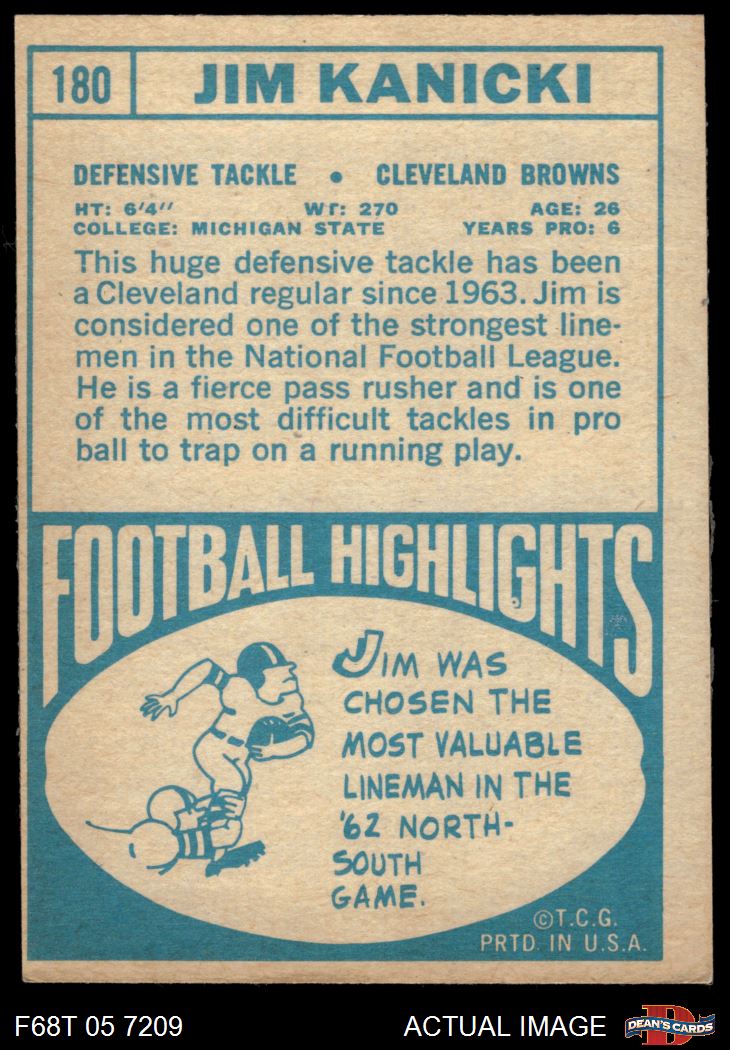 180 JIM KANICKI
DEFENSIVE TACKLE • CLEVELAND BROWNS
HT: 6'4" WT: 270 AGE: 26
COLLEGE: MICHIGAN STATE YEARS PRO: 6
This huge defensive tackle has been
a Cleveland regular since 1963. Jim is
considered one of the strongest line-
men in the National Football League.
He is a fierce pass rusher and is one
of the most difficult tackles in pro
ball to trap on a running play.
FOOTBALL HIGHLIGHTS
JIM WAS
CHOSEN THE
MOST VALUABLE
LINEMAN IN THE
'62 NORTH-
SOUTH
GAME.
©T.C.G.
PRTD. IN U.S.A.
F68T 05 7209 ACTUAL IMAGE D DEAN'S CARDS